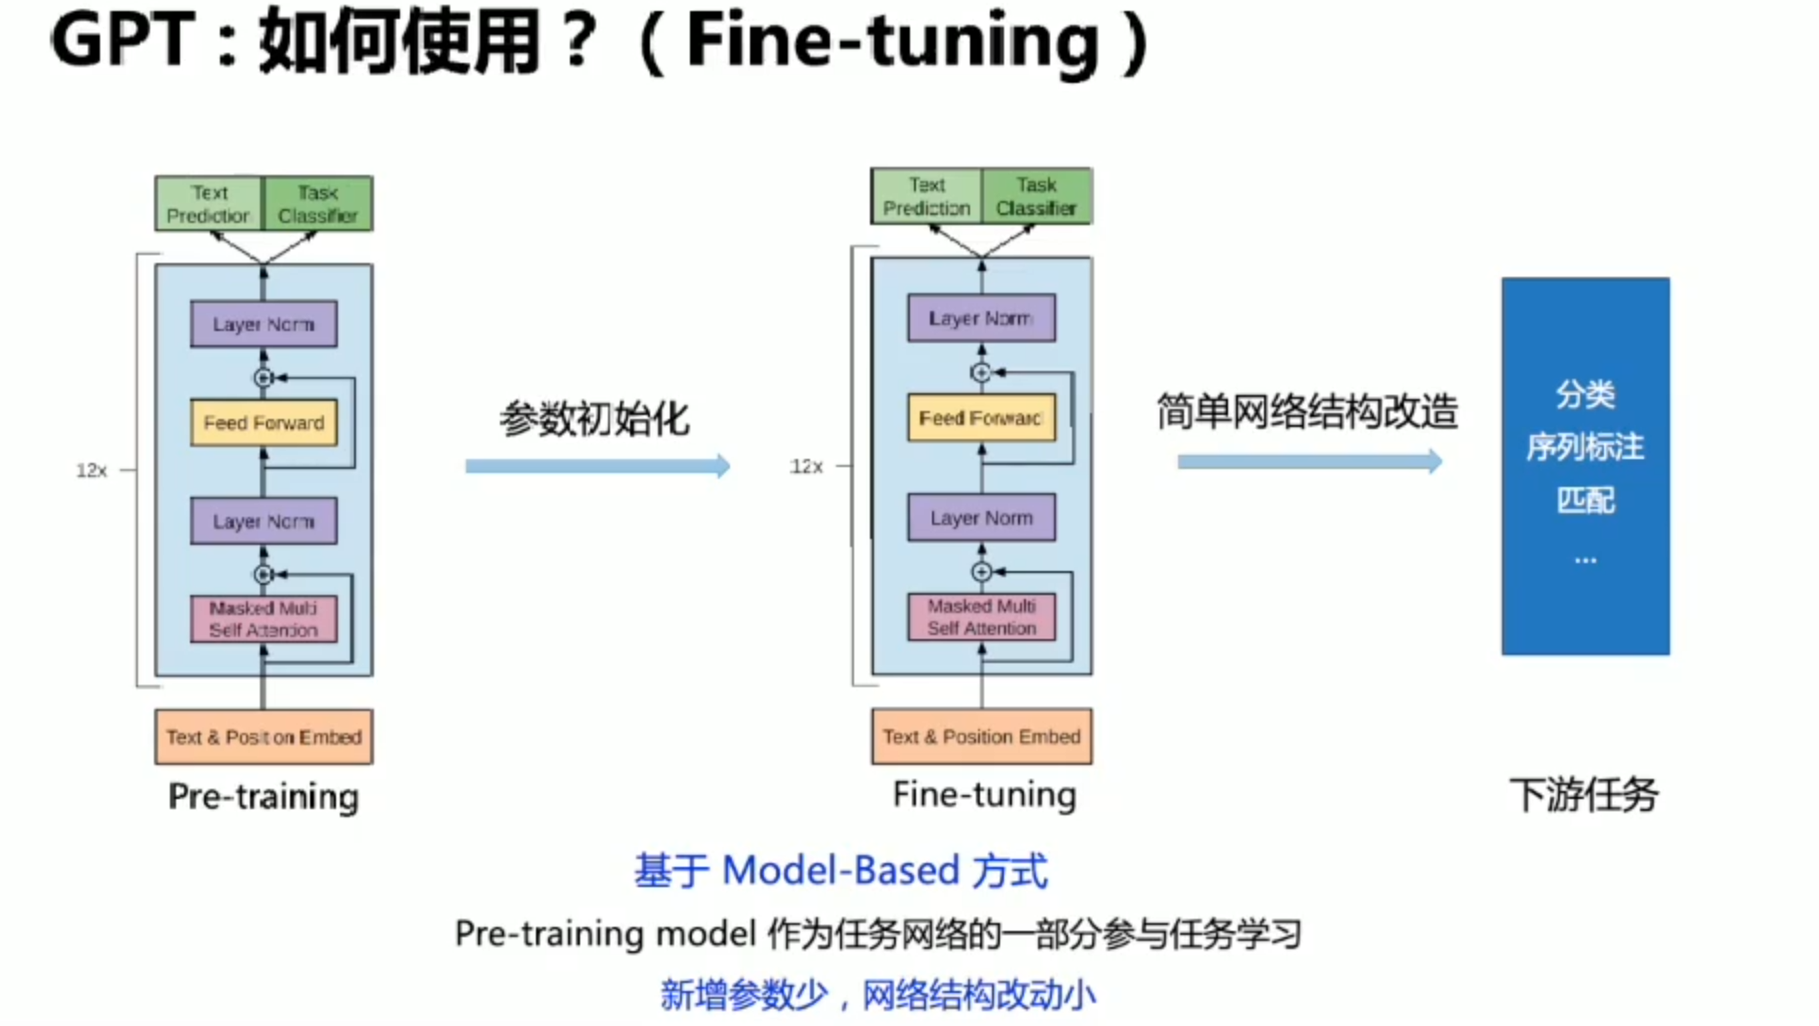 GPT：如何使用？（Fine-tuning）
Text
Prediction
Task
Classifier
12x
Layer Norm
Feed Forward
Layer Norm
Masked Multi
Self Attention
Text & Position Embed
Pre-training
参数初始化
Text
Prediction
Task
Classifier
12x
Layer Norm
Feed Forward
Layer Norm
Masked Multi
Self Attention
Text & Position Embed
Fine-tuning
简单网络结构改造
分类
序列标注
匹配
...
下游任务
基于 Model-Based 方式
Pre-training model 作为任务网络的一部分参与任务学习
新增参数少，网络结构改动小